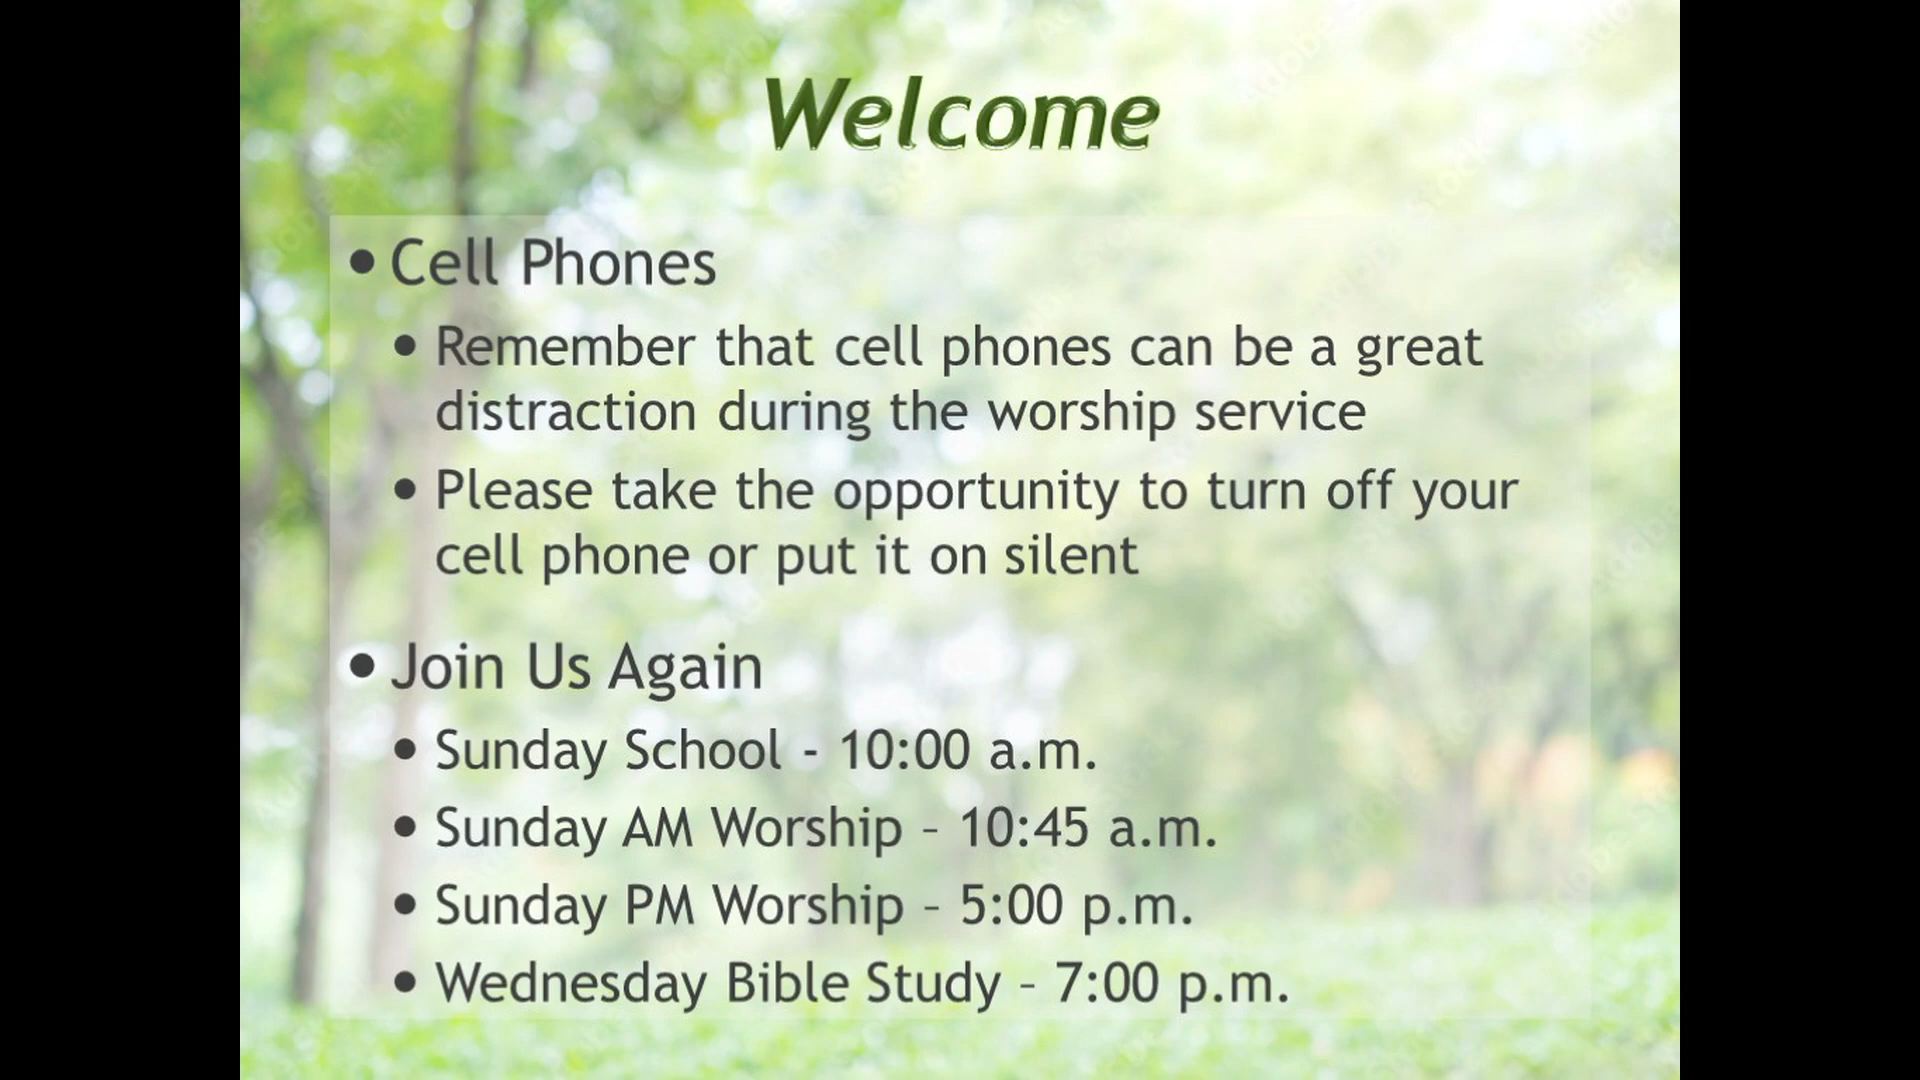 Welcome
• Cell Phones
• Remember that cell phones can be a great
distraction during the worship service
• Please take the opportunity to turn off your
cell phone or put it on silent
• Join Us Again
• Sunday School - 10:00 a.m.
• Sunday AM Worship – 10:45 a.m.
• Sunday PM Worship – 5:00 p.m.
• Wednesday Bible Study – 7:00 p.m.